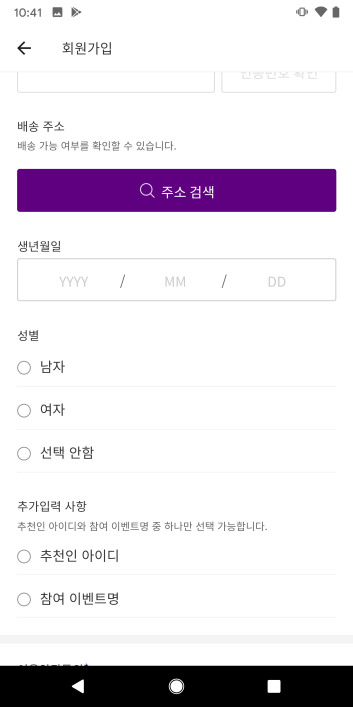 10:41
회원가입
인증번호 확인
배송 주소
배송 가능 여부를 확인할 수 있습니다.
주소 검색
생년월일
YYYY / MM / DD
성별
남자
여자
선택 안함
추가입력 사항
추천인 아이디와 참여 이벤트명 중 하나만 선택 가능합니다.
추천인 아이디
참여 이벤트명